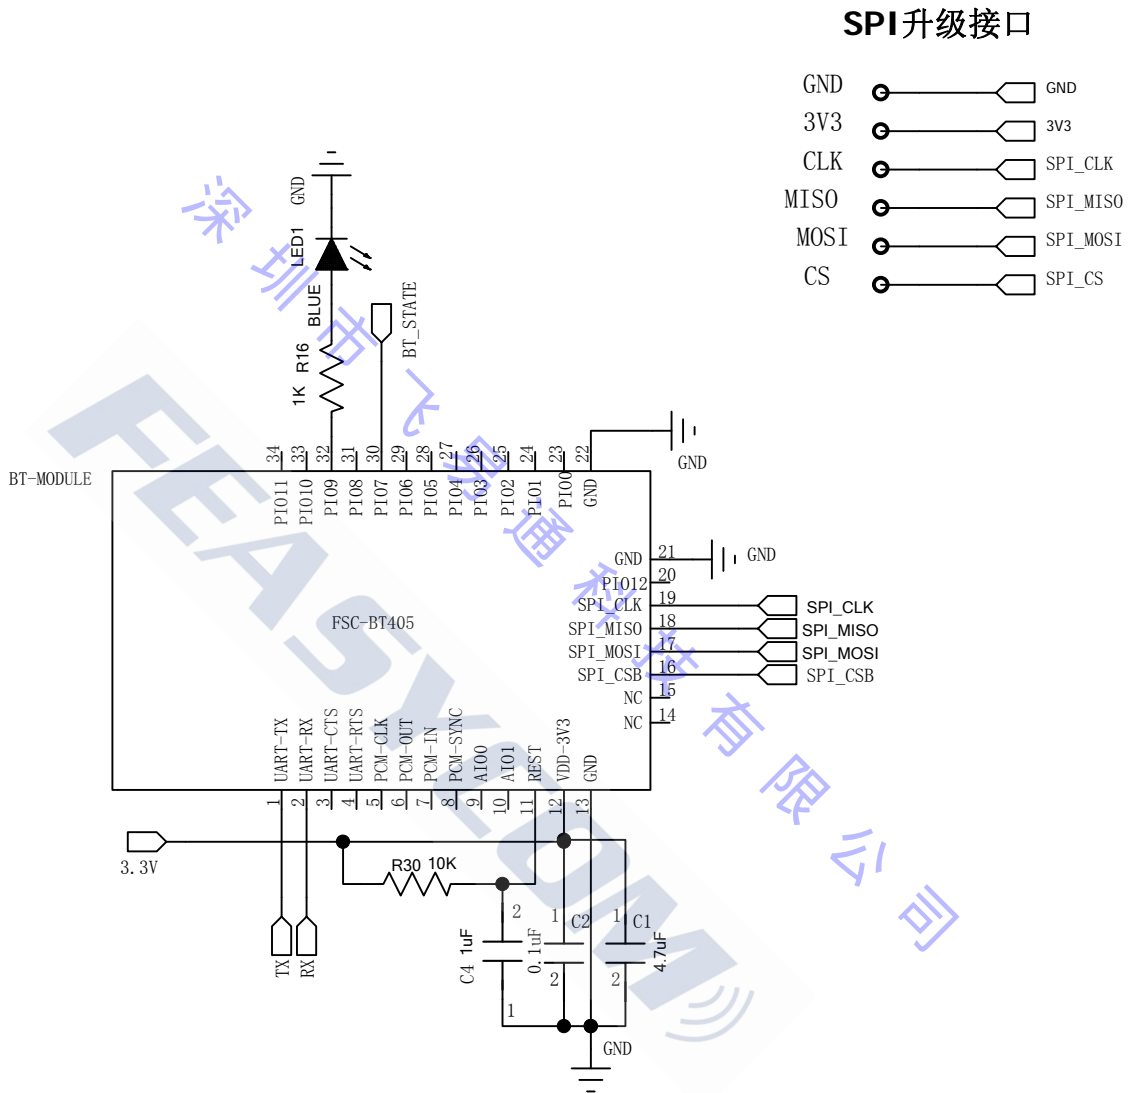 SPI升级接口
GND GND
3V3 3V3
CLK SPI_CLK
MISO SPI_MISO
MOSI SPI_MOSI
CS SPI_CS
GND
LED1
BLUE
R16
1K
BT_STATE
GND
BT-MODULE
34 33 32 31 30 29 28 27 26 25 24 23 22
PIO11 PIO10 PIO9 PIO8 PIO7 PIO6 PIO5 PIO4 PIO3 PIO2 PIO1 PIO0 GND
GND 21 GND
PIO12 20
SPI_CLK 19 SPI_CLK
FSC-BT405
SPI_MISO 18 SPI_MISO
SPI_MOSI 17 SPI_MOSI
SPI_CSB 16 SPI_CSB
NC 15
NC 14
UART-TX UART-RX UART-CTS UART-RTS PCM-CLK PCM-OUT PCM-IN PCM-SYNC AIO0 AIO1 REST VDD-3V3 GND
1 2 3 4 5 6 7 8 9 10 11 12 13
3.3V
R30 10K
2 1 C2 1 C1
C4 1uF 0.1uF 4.7uF
TX RX
2 2
1
GND
深圳市飞易通科技有限公司
FEASYCOM